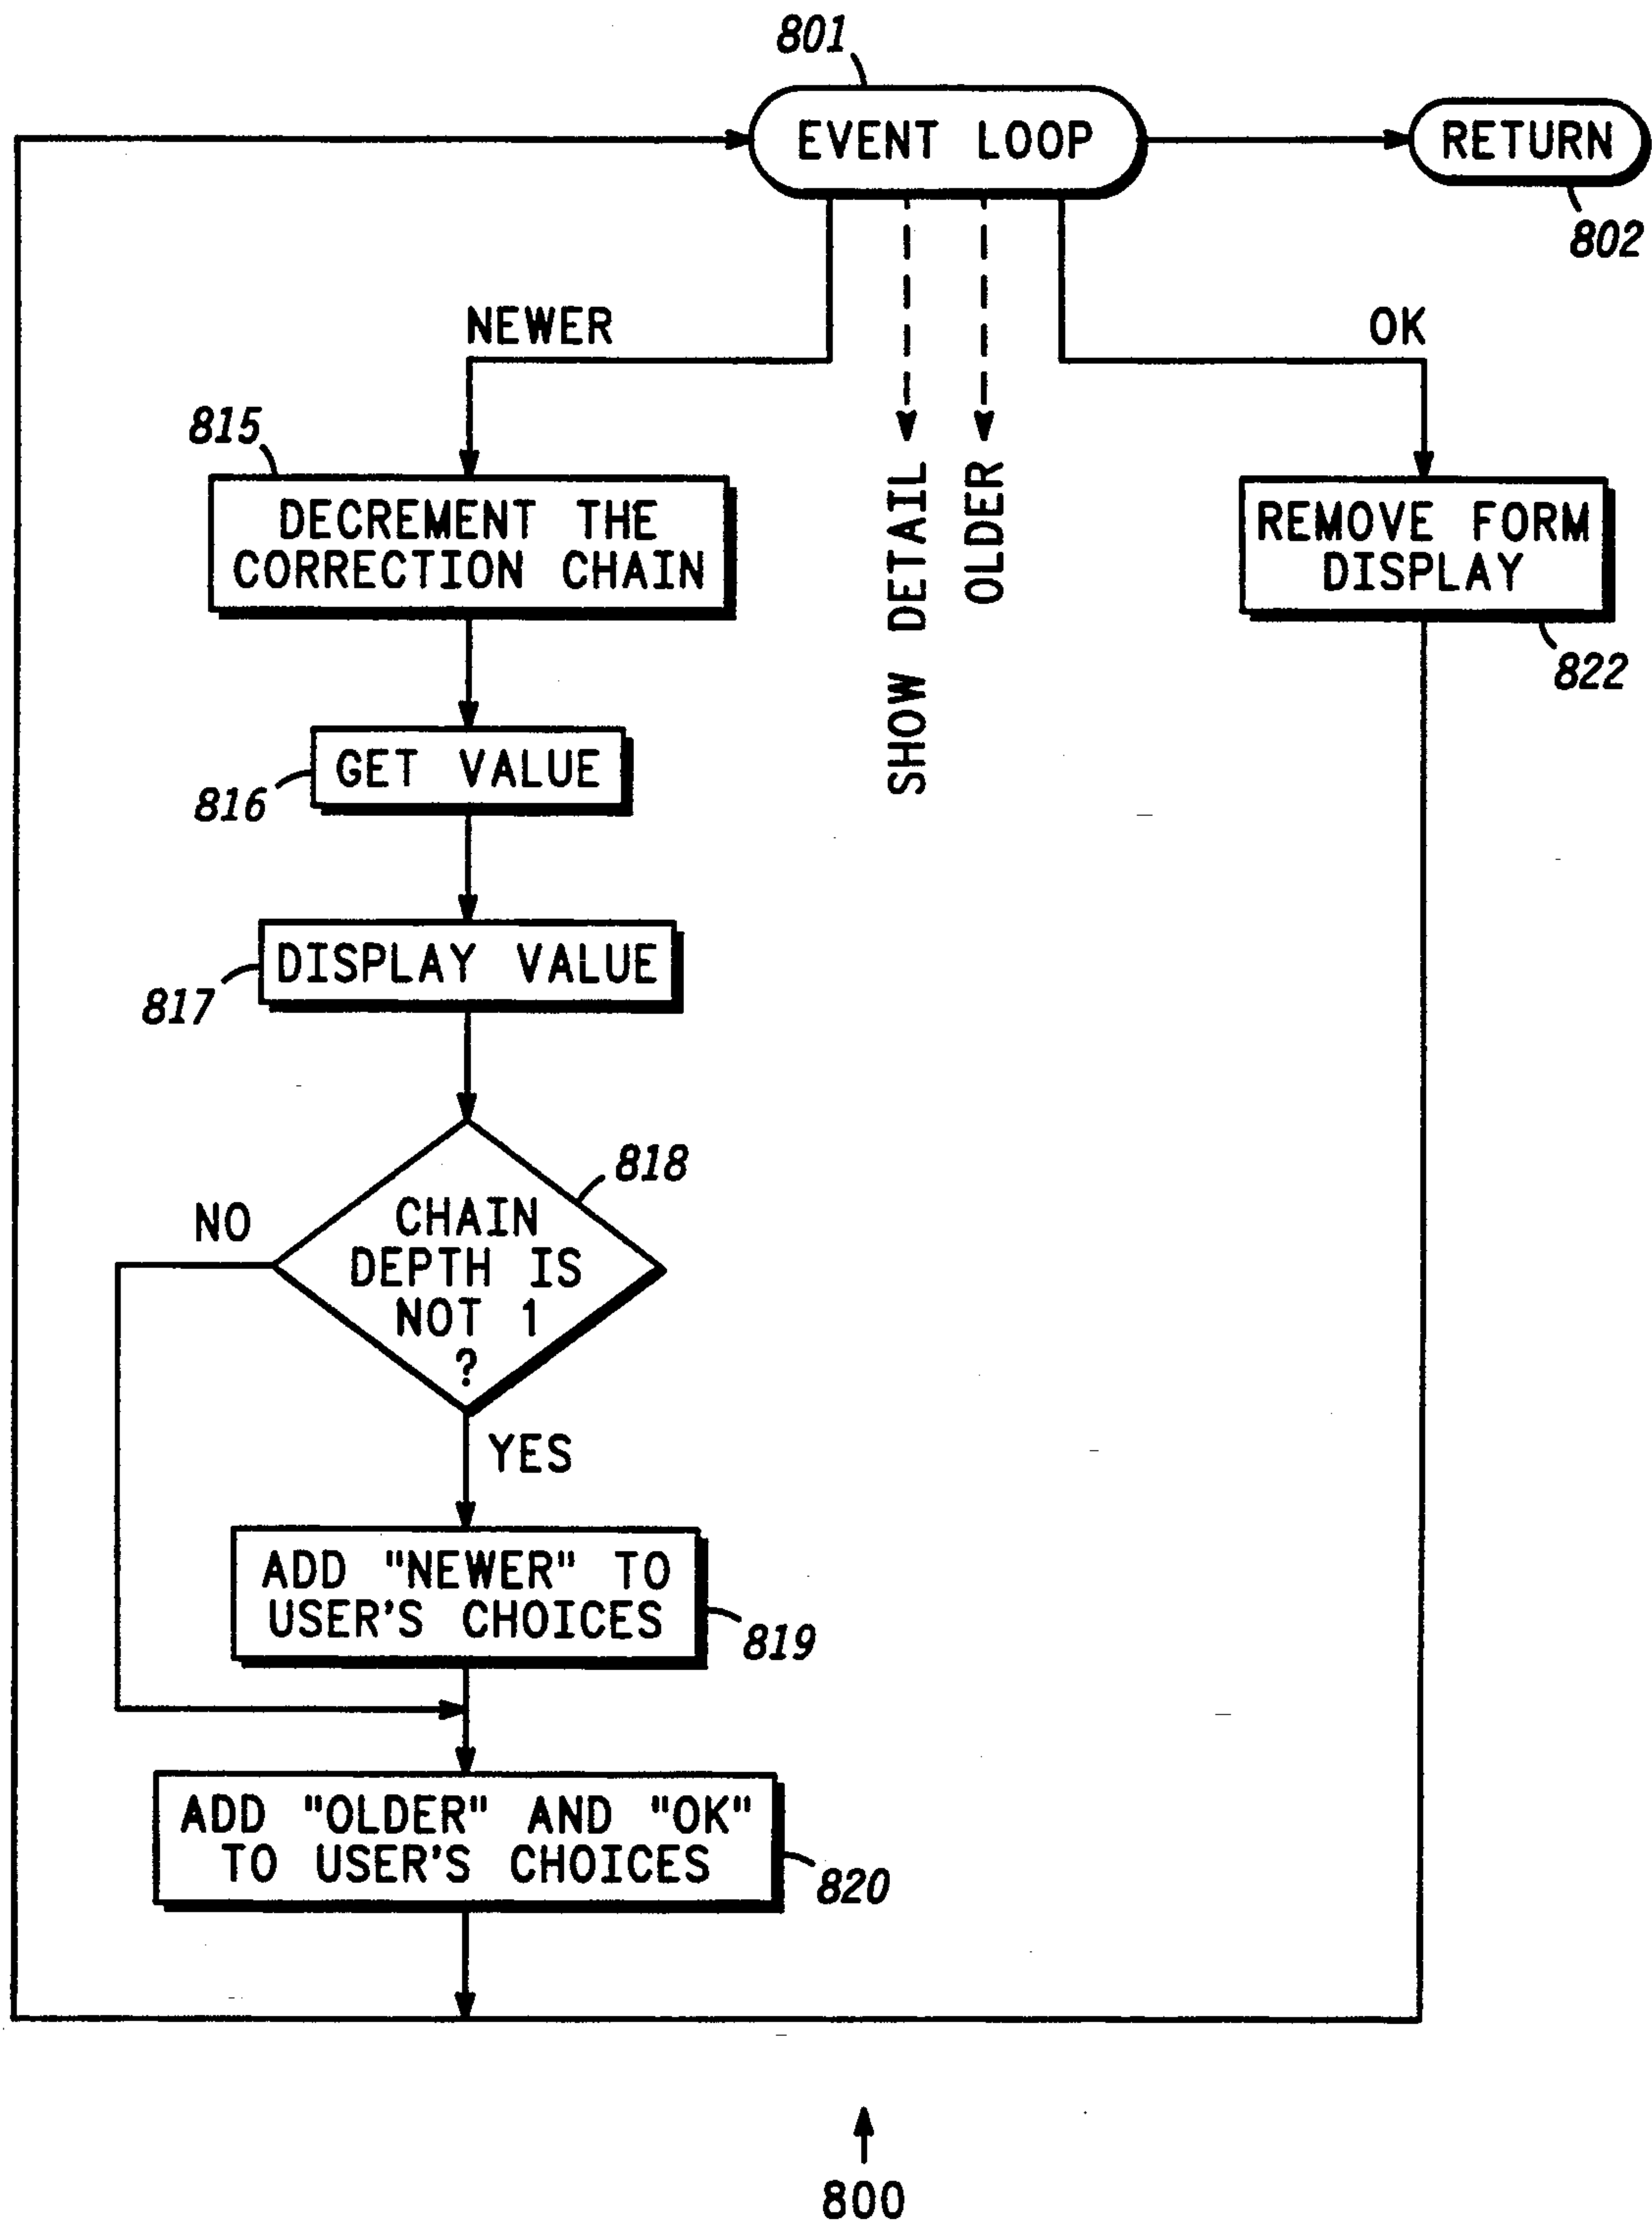 801
EVENT LOOP
RETURN
802
NEWER
OK
815
DECREMENT THE
CORRECTION CHAIN
SHOW DETAIL
OLDER
REMOVE FORM
DISPLAY
822
GET VALUE
816
DISPLAY VALUE
817
818
NO
CHAIN
DEPTH IS
NOT 1
?
YES
ADD "NEWER" TO
USER'S CHOICES
819
ADD "OLDER" AND "OK"
TO USER'S CHOICES
820
800